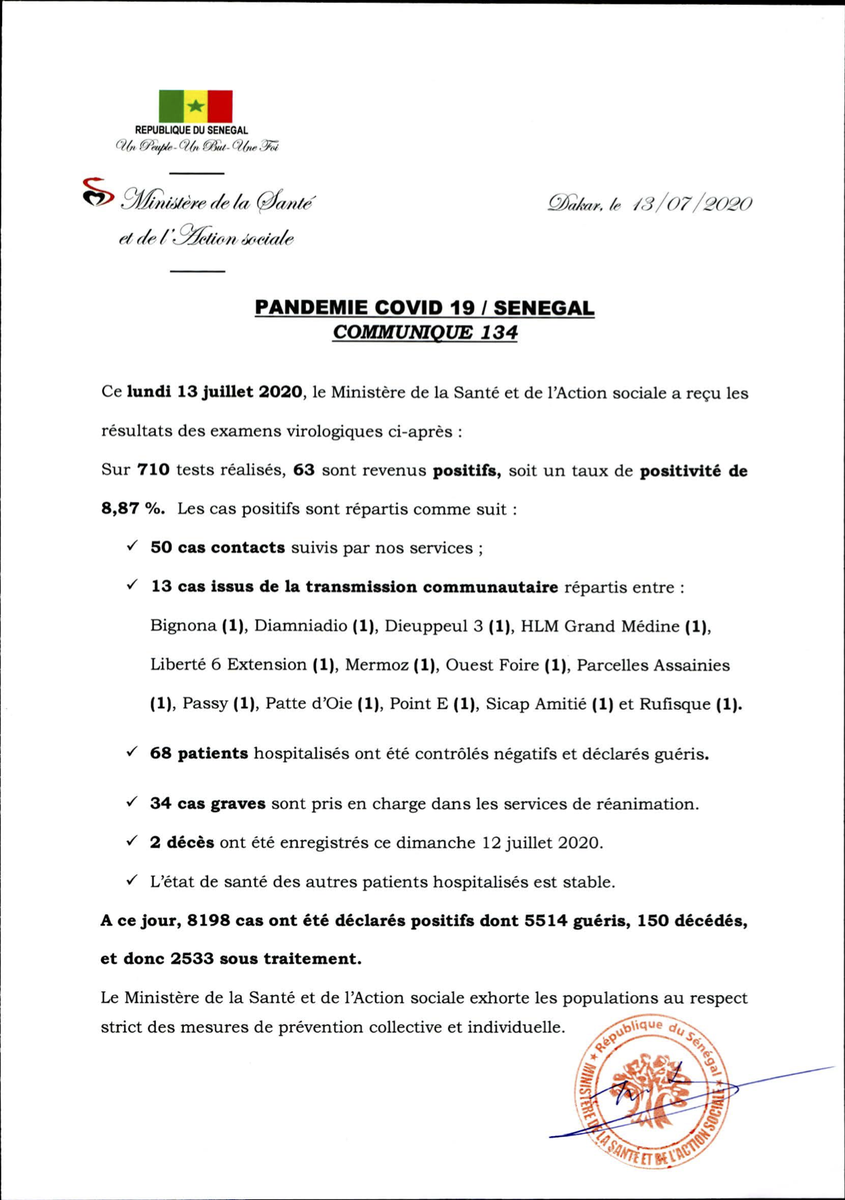 REPUBLIQUE DU SENEGAL
Un Peuple - Un But - Une Foi
Ministère de la Santé
et de l'Action sociale
Dakar, le 13/07/2020
PANDEMIE COVID 19 / SENEGAL
COMMUNIQUE 134
Ce lundi 13 juillet 2020, le Ministère de la Santé et de l'Action sociale a reçu les
résultats des examens virologiques ci-après :
Sur 710 tests réalisés, 63 sont revenus positifs, soit un taux de positivité de
8,87 %. Les cas positifs sont répartis comme suit :
✓ 50 cas contacts suivis par nos services ;
✓ 13 cas issus de la transmission communautaire répartis entre :
Bignona (1), Diamniadio (1), Dieuppeul 3 (1), HLM Grand Médine (1),
Liberté 6 Extension (1), Mermoz (1), Ouest Foire (1), Parcelles Assainies
(1), Passy (1), Patte d'Oie (1), Point E (1), Sicap Amitié (1) et Rufisque (1).
✓ 68 patients hospitalisés ont été contrôlés négatifs et déclarés guéris.
✓ 34 cas graves sont pris en charge dans les services de réanimation.
✓ 2 décès ont été enregistrés ce dimanche 12 juillet 2020.
✓ L'état de santé des autres patients hospitalisés est stable.
A ce jour, 8198 cas ont été déclarés positifs dont 5514 guéris, 150 décédés,
et donc 2533 sous traitement.
Le Ministère de la Santé et de l'Action sociale exhorte les populations au respect
strict des mesures de prévention collective et individuelle.
République du Sénégal
MINISTÈRE DE LA SANTÉ ET DE L'ACTION SOCIALE